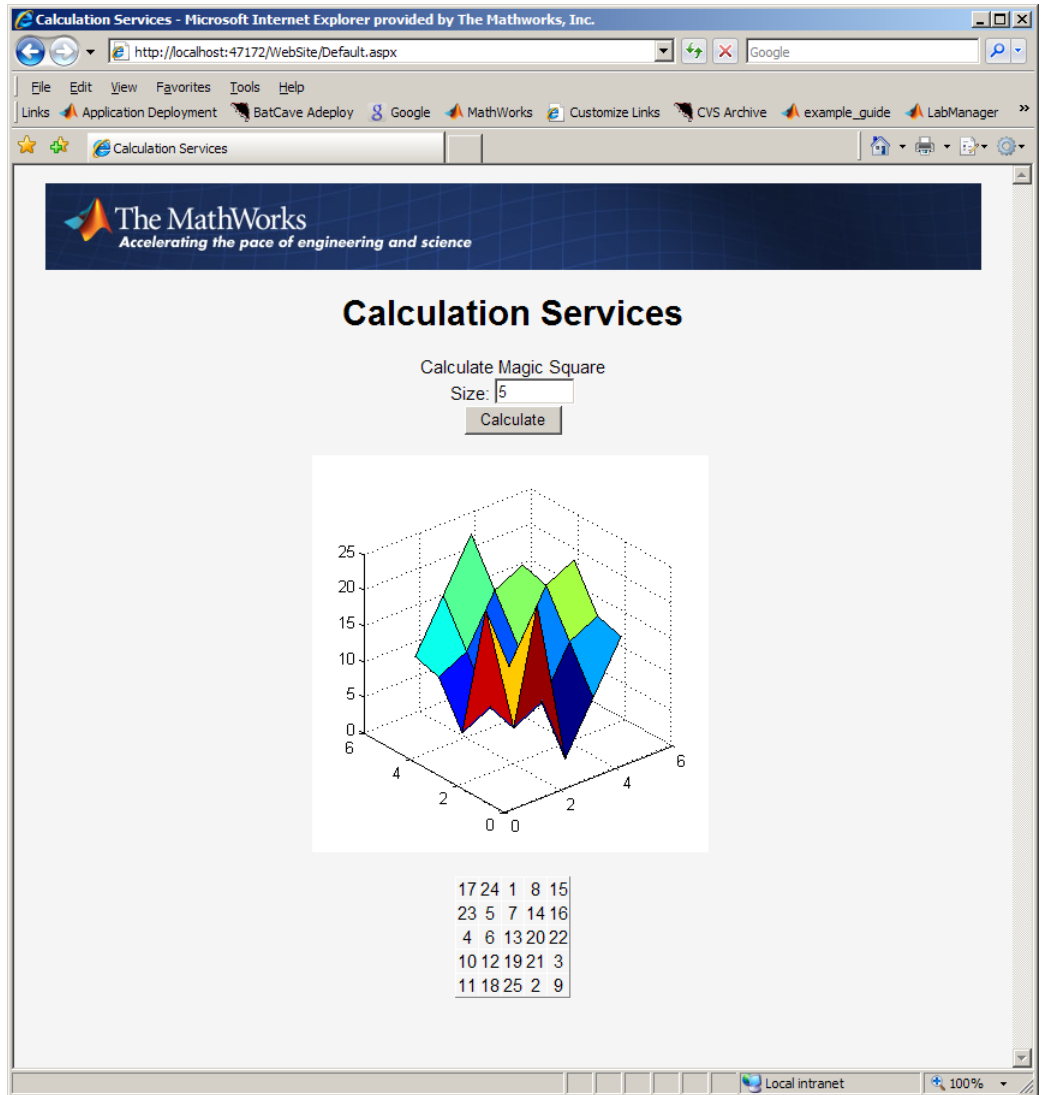 Calculation Services - Microsoft Internet Explorer provided by The Mathworks, Inc.
http://localhost:47172/WebSite/Default.aspx
Google
File Edit View Favorites Tools Help
Links Application Deployment BatCave Adeploy Google MathWorks Customize Links CVS Archive example_guide LabManager »
Calculation Services
The MathWorks
Accelerating the pace of engineering and science
Calculation Services
Calculate Magic Square
Size: 5
Calculate
25
20
15
10
5
0
6
4
2
0
0
2
4
6
17 24 1 8 15
23 5 7 14 16
4 6 13 20 22
10 12 19 21 3
11 18 25 2 9
Local intranet
100%